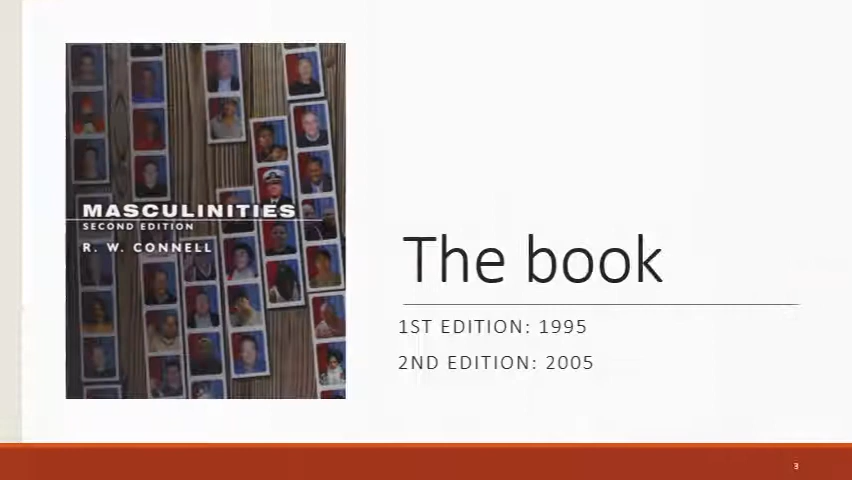 MASCULINITIES
SECOND EDITION
R. W. CONNELL
The book
1ST EDITION: 1995
2ND EDITION: 2005
3